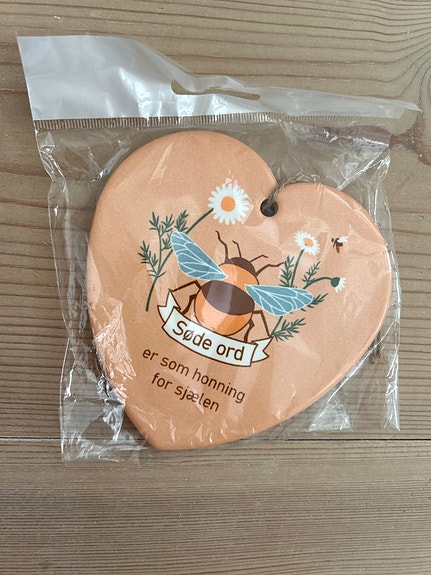 Søde ord
er som honning
for sjælen